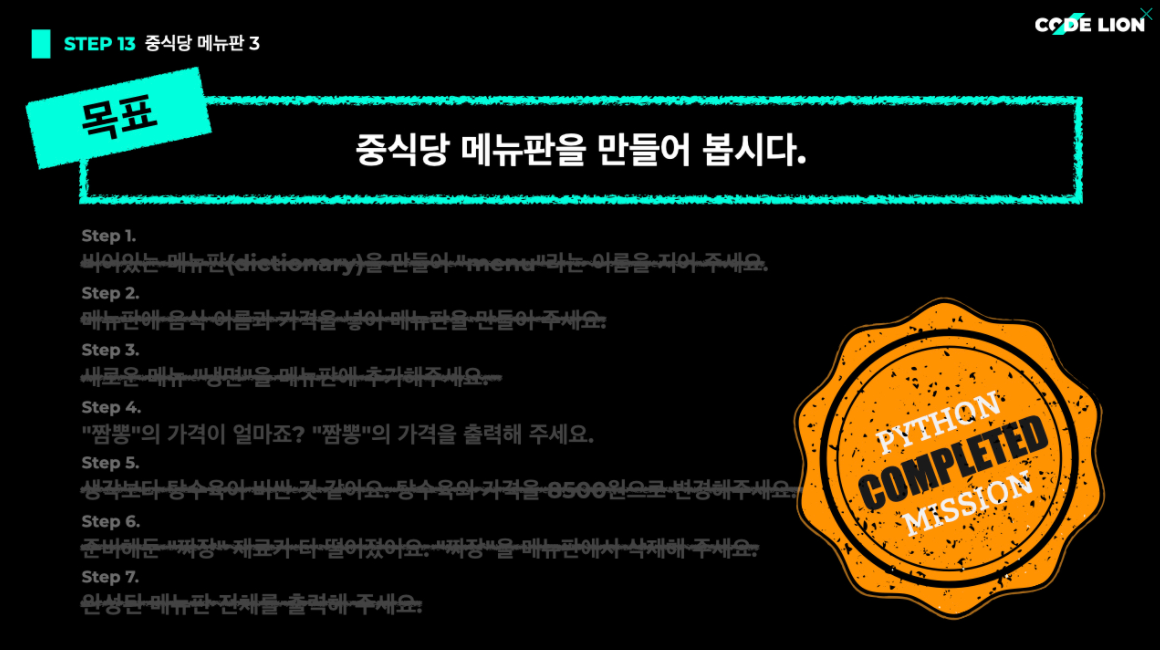 STEP 13 중식당 메뉴판 3
CODE LION
목표
중식당 메뉴판을 만들어 봅시다.
Step 1.
비어있는 메뉴판(dictionary)을 만들어 "menu"라는 이름을 지어 주세요.
Step 2.
메뉴판에 음식 이름과 가격을 넣어 메뉴판을 만들어 주세요.
Step 3.
새로운 메뉴 "냉면"을 메뉴판에 추가해주세요.
Step 4.
"짬뽕"의 가격이 얼마죠? "짬뽕"의 가격을 출력해 주세요.
Step 5.
생각보다 탕수육이 비싼 것 같아요. 탕수육의 가격을 8500원으로 변경해주세요.
Step 6.
준비해둔 "짜장" 재료가 다 떨어졌어요. "짜장"을 메뉴판에서 삭제해 주세요.
Step 7.
완성된 메뉴판 전체를 출력해 주세요.
PYTHON
COMPLETED
MISSION